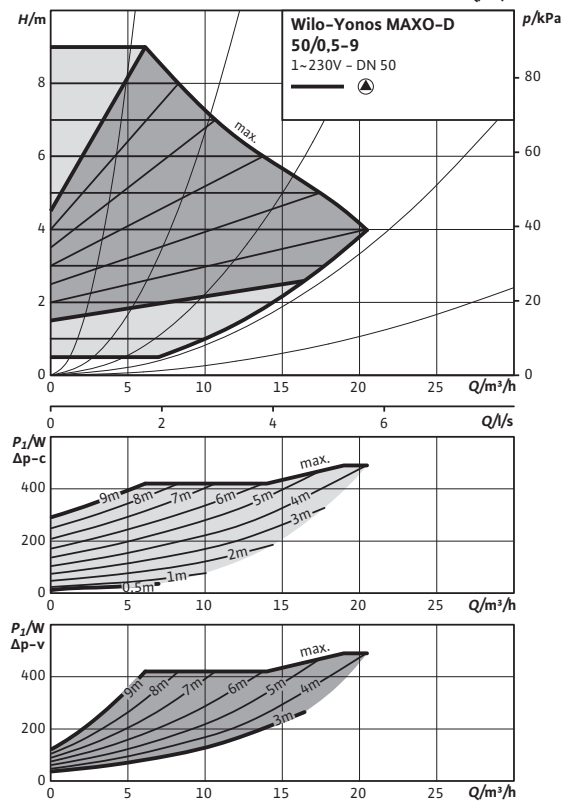 H/m
p/kPa
Wilo-Yonos MAXO-D
50/0,5-9
1~230V - DN 50
max.
8
6
4
2
0
80
60
40
20
0
0 5 10 15 20 25 Q/m³/h
0 2 4 6 Q/l/s
P₁/W
Δp-c
400
200
0
max.
9m 8m 7m 6m 5m 4m
3m
2m
1m
0.5m
0 5 10 15 20 25 Q/m³/h
P₁/W
Δp-v
400
200
0
max.
9m 8m 7m 6m 5m 4m
3m
0 5 10 15 20 25 Q/m³/h